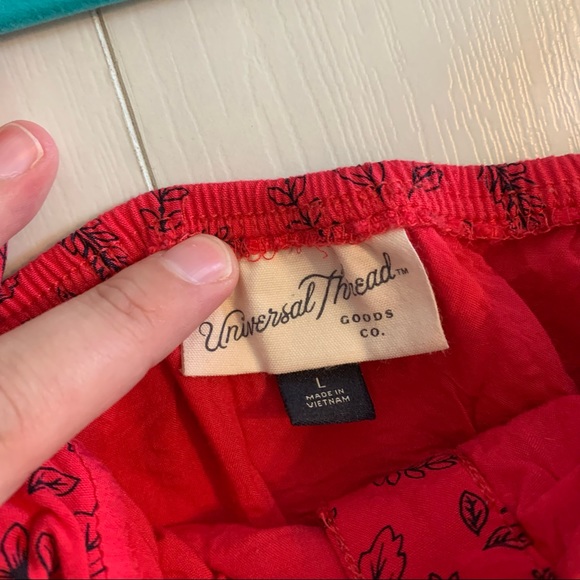 Universal Thread™
GOODS
CO.
L
MADE IN
VIETNAM